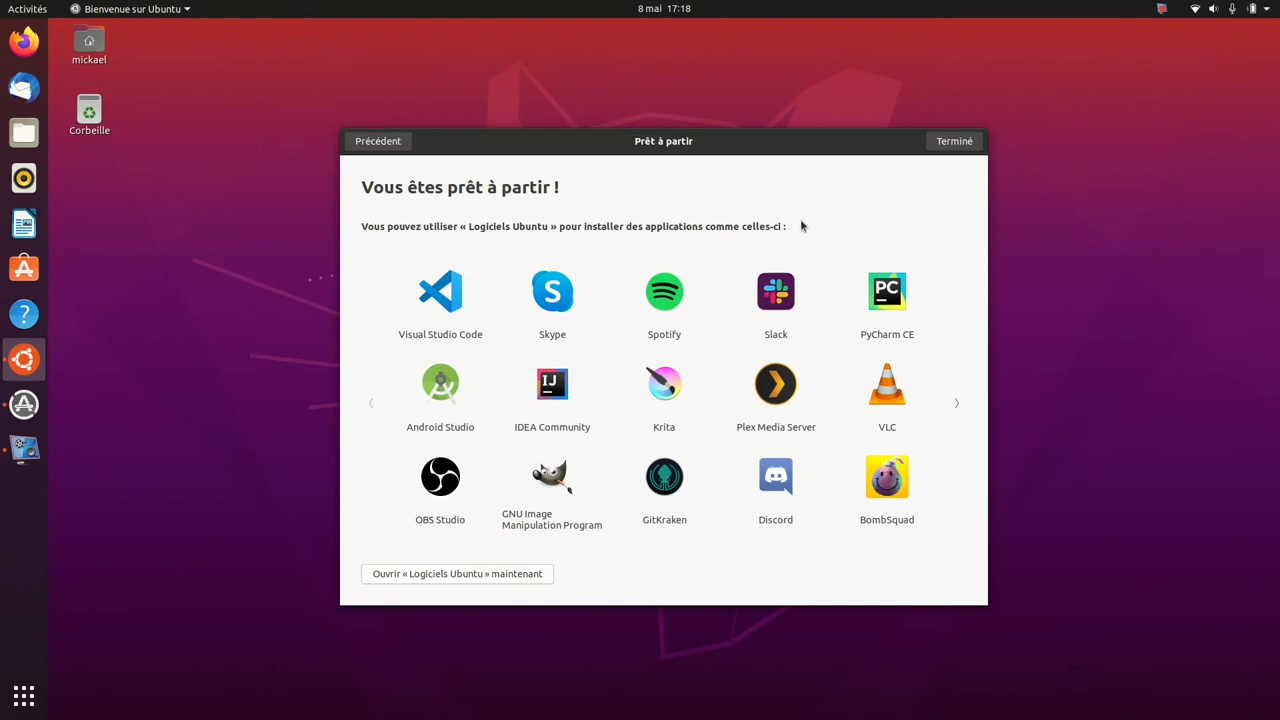 Activités
Bienvenue sur Ubuntu
8 mai 17:18
mickael
Corbeille
Précédent
Prêt à partir
Terminé
Vous êtes prêt à partir !
Vous pouvez utiliser « Logiciels Ubuntu » pour installer des applications comme celles-ci :
S
PC
Visual Studio Code
Skype
Spotify
Slack
PyCharm CE
IJ
Android Studio
IDEA Community
Krita
Plex Media Server
VLC
OBS Studio
GNU Image
Manipulation Program
GitKraken
Discord
BombSquad
Ouvrir « Logiciels Ubuntu » maintenant